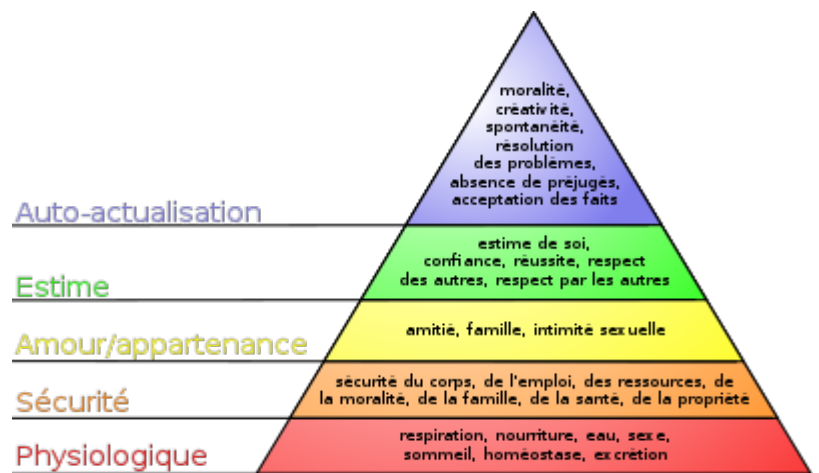 moralité,
créativité,
spontanéité,
résolution
des problèmes,
absence de préjugés,
acceptation des faits
Auto-actualisation
estime de soi,
confiance, réussite, respect
des autres, respect par les autres
Estime
amitié, famille, intimité sexuelle
Amour/appartenance
sécurité du corps, de l'emploi, des ressources, de
la moralité, de la famille, de la santé, de la propriété
Sécurité
respiration, nourriture, eau, sexe,
sommeil, homéostase, excrétion
Physiologique